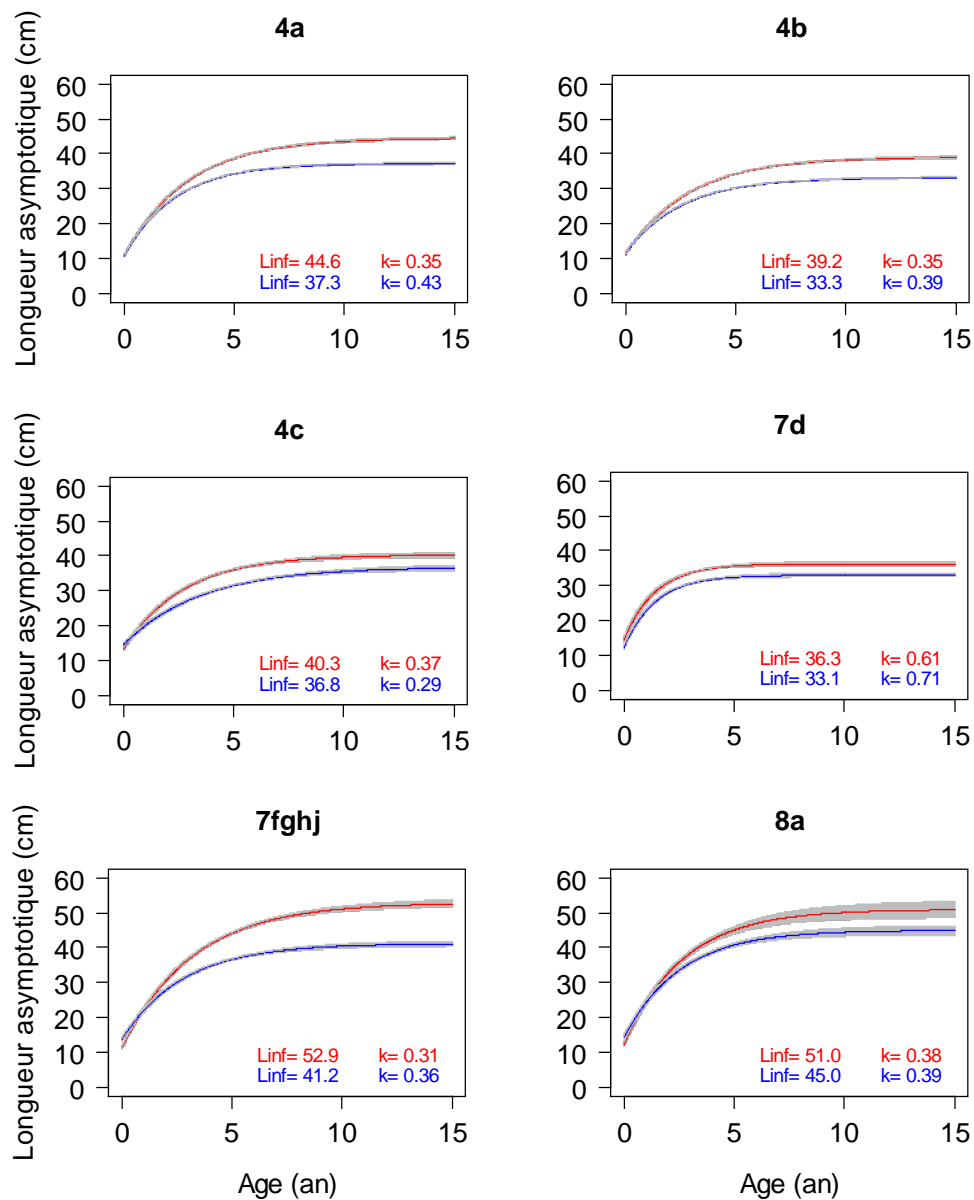 4a
Longueur asymptotique (cm)
60
50
40
30
20
10
0
Linf= 44.6 k= 0.35
Linf= 37.3 k= 0.43
0 5 10 15
4b
60
50
40
30
20
10
0
Linf= 39.2 k= 0.35
Linf= 33.3 k= 0.39
0 5 10 15
4c
Longueur asymptotique (cm)
60
50
40
30
20
10
0
Linf= 40.3 k= 0.37
Linf= 36.8 k= 0.29
0 5 10 15
7d
60
50
40
30
20
10
0
Linf= 36.3 k= 0.61
Linf= 33.1 k= 0.71
0 5 10 15
7fghj
Longueur asymptotique (cm)
60
50
40
30
20
10
0
Linf= 52.9 k= 0.31
Linf= 41.2 k= 0.36
0 5 10 15
Age (an)
8a
60
50
40
30
20
10
0
Linf= 51.0 k= 0.38
Linf= 45.0 k= 0.39
0 5 10 15
Age (an)